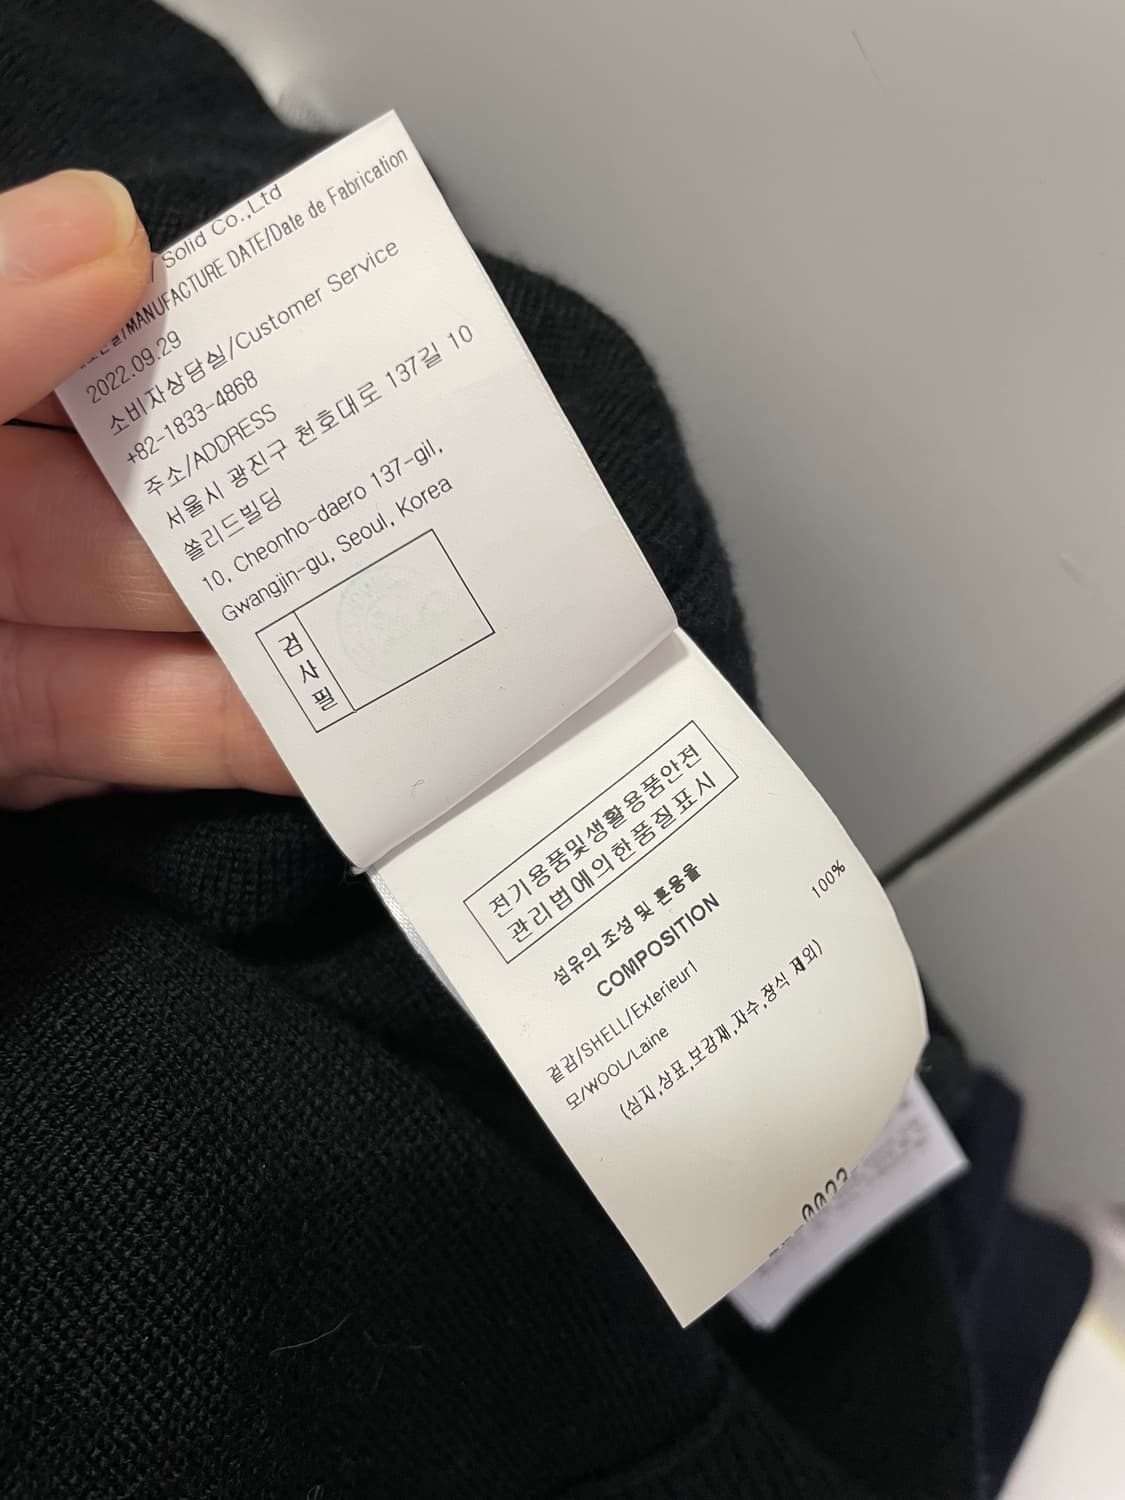 Solid Co.,Ltd
/MANUFACTURE DATE/Date de Fabrication
2022.09.29
소비자상담실/Customer Service
+82-1833-4868
주소/ADDRESS
서울시 광진구 천호대로 137길 10
쏠리드빌딩
10, Cheonho-daero 137-gil,
Gwangjin-gu, Seoul, Korea
검사필
전기용품및생활용품안전
관리법에의한품질표시
섬유의 조성 및 혼용율
COMPOSITION
겉감/SHELL/Exterieur1
모/WOOL/Laine 100%
(심지,상표,보강재,자수,장식 제외)
0023